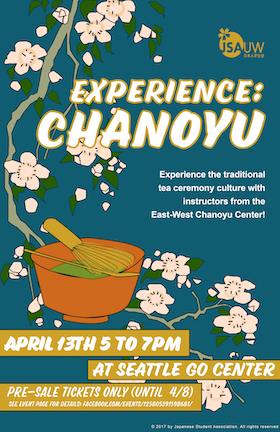 JSAUW
EXPERIENCE:
CHANOYU
Experience the traditional
tea ceremony culture with
instructors from the
East-West Chanoyu Center!
APRIL 13TH 5 TO 7PM
AT SEATTLE GO CENTER
PRE-SALE TICKETS ONLY (UNTIL 4/8)
SEE EVENT PAGE FOR DETAILS:
© 2017 by Japanese Student Association. All rights reserved